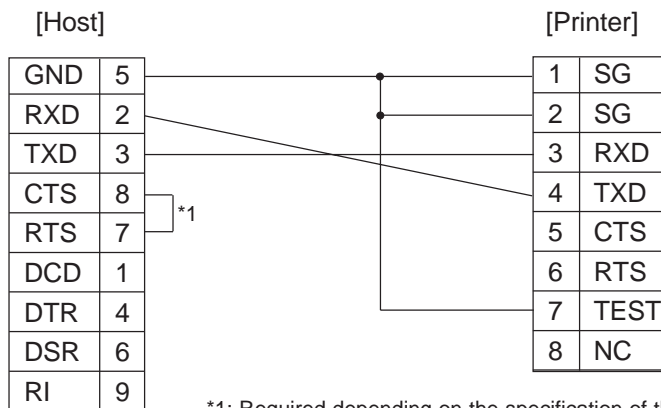 [Host] [Printer]
GND 5 1 SG
RXD 2 2 SG
TXD 3 3 RXD
CTS 8 4 TXD
*1
RTS 7 5 CTS
DCD 1 6 RTS
DTR 4 7 TEST
DSR 6 8 NC
RI 9
*1: Required depending on the specification of